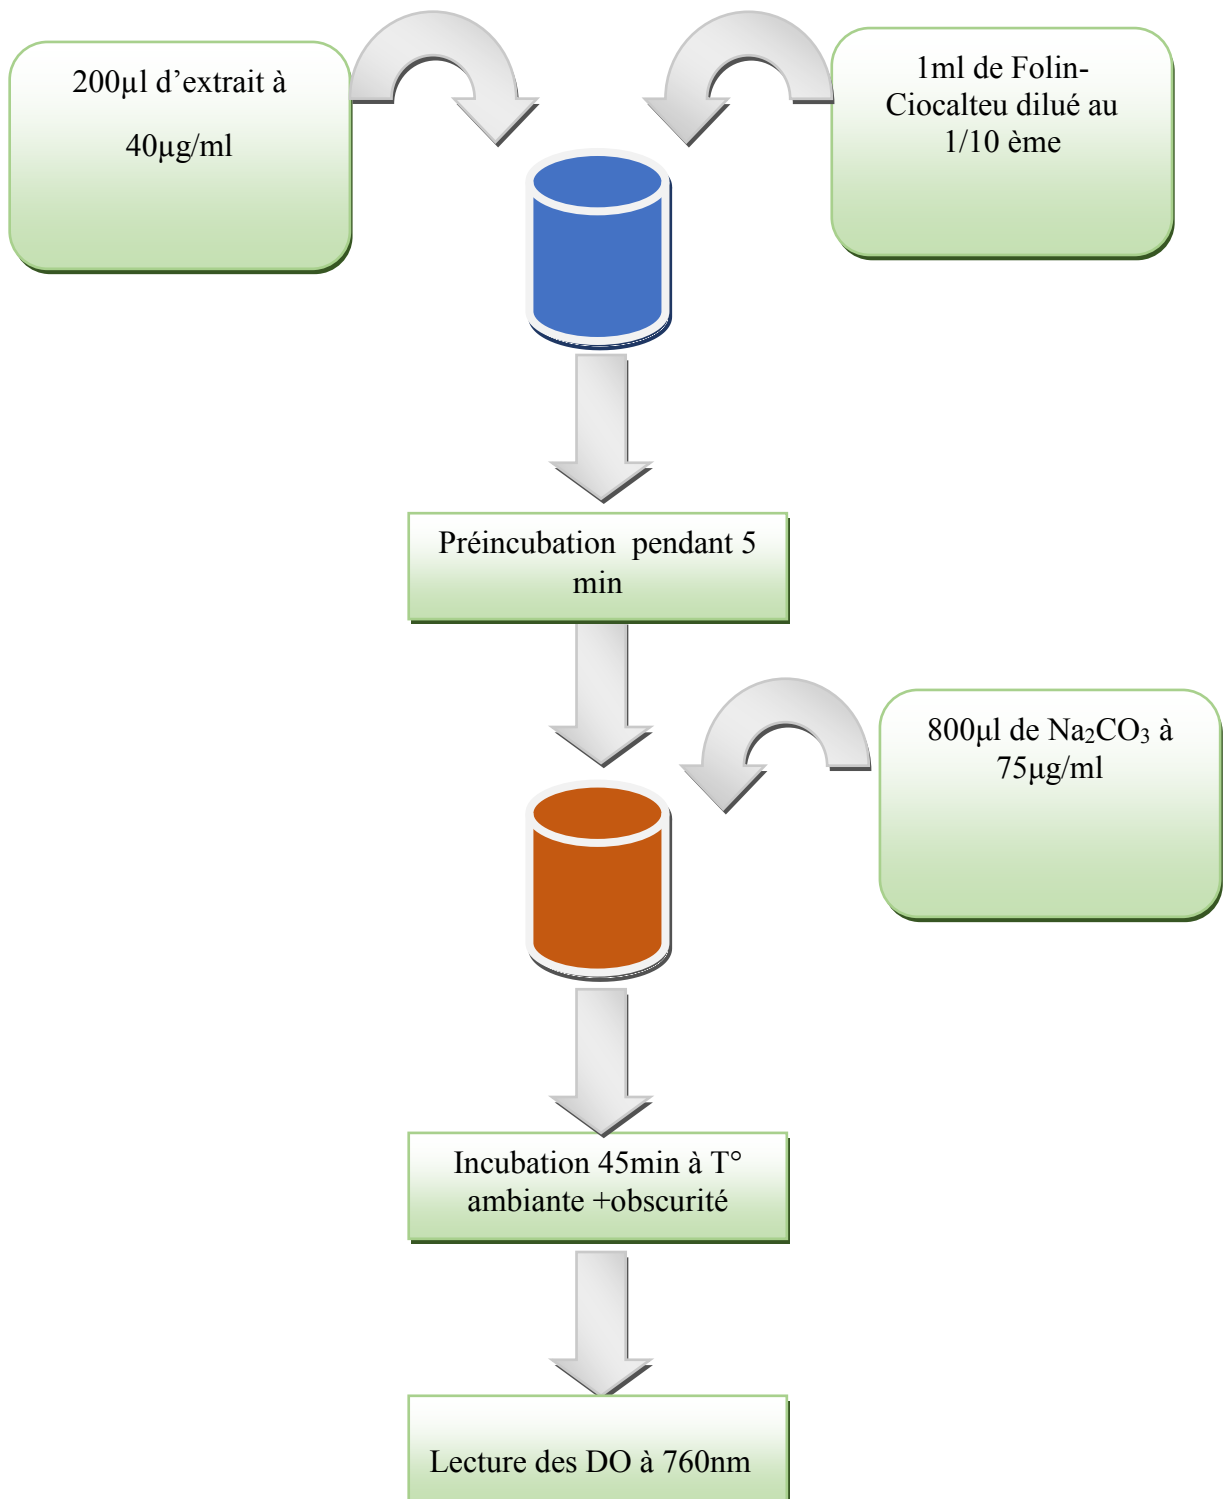 200µl d’extrait à
40µg/ml
1ml de Folin-
Ciocalteu dilué au
1/10 ème
Préincubation pendant 5
min
800µl de Na₂CO₃ à
75µg/ml
Incubation 45min à T°
ambiante +obscurité
Lecture des DO à 760nm